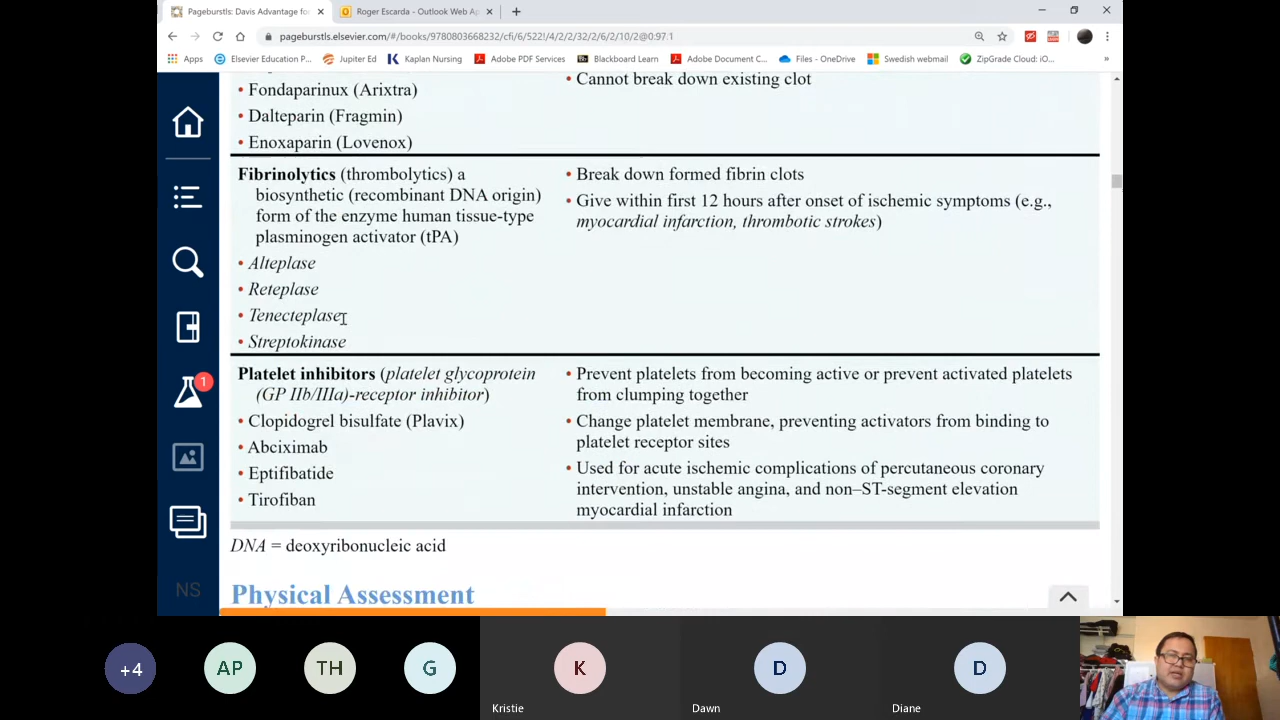 Pageburstls: Davis Advantage fo
Roger Escarda - Outlook Web Ap
pageburstls.elsevier.com/#/books/9780803668232/cfi/6/522!/4/2/2/32/2/6/2/10/2@0:97.1
Apps
Elsevier Education P...
Jupiter Ed
Kaplan Nursing
Adobe PDF Services
Blackboard Learn
Adobe Document C...
Files - OneDrive
Swedish webmail
ZipGrade Cloud: iO...
»
• Fondaparinux (Arixtra)
• Dalteparin (Fragmin)
• Enoxaparin (Lovenox)
• Cannot break down existing clot
Fibrinolytics (thrombolytics) a
biosynthetic (recombinant DNA origin)
form of the enzyme human tissue-type
plasminogen activator (tPA)
• Alteplase
• Reteplase
• Tenecteplase
• Streptokinase
• Break down formed fibrin clots
• Give within first 12 hours after onset of ischemic symptoms (e.g.,
myocardial infarction, thrombotic strokes)
Platelet inhibitors (platelet glycoprotein
(GP IIb/IIIa)-receptor inhibitor)
• Clopidogrel bisulfate (Plavix)
• Abciximab
• Eptifibatide
• Tirofiban
• Prevent platelets from becoming active or prevent activated platelets
from clumping together
• Change platelet membrane, preventing activators from binding to
platelet receptor sites
• Used for acute ischemic complications of percutaneous coronary
intervention, unstable angina, and non–ST-segment elevation
myocardial infarction
DNA = deoxyribonucleic acid
Physical Assessment
1
NS
+4
AP
TH
G
K
D
D
Kristie
Dawn
Diane